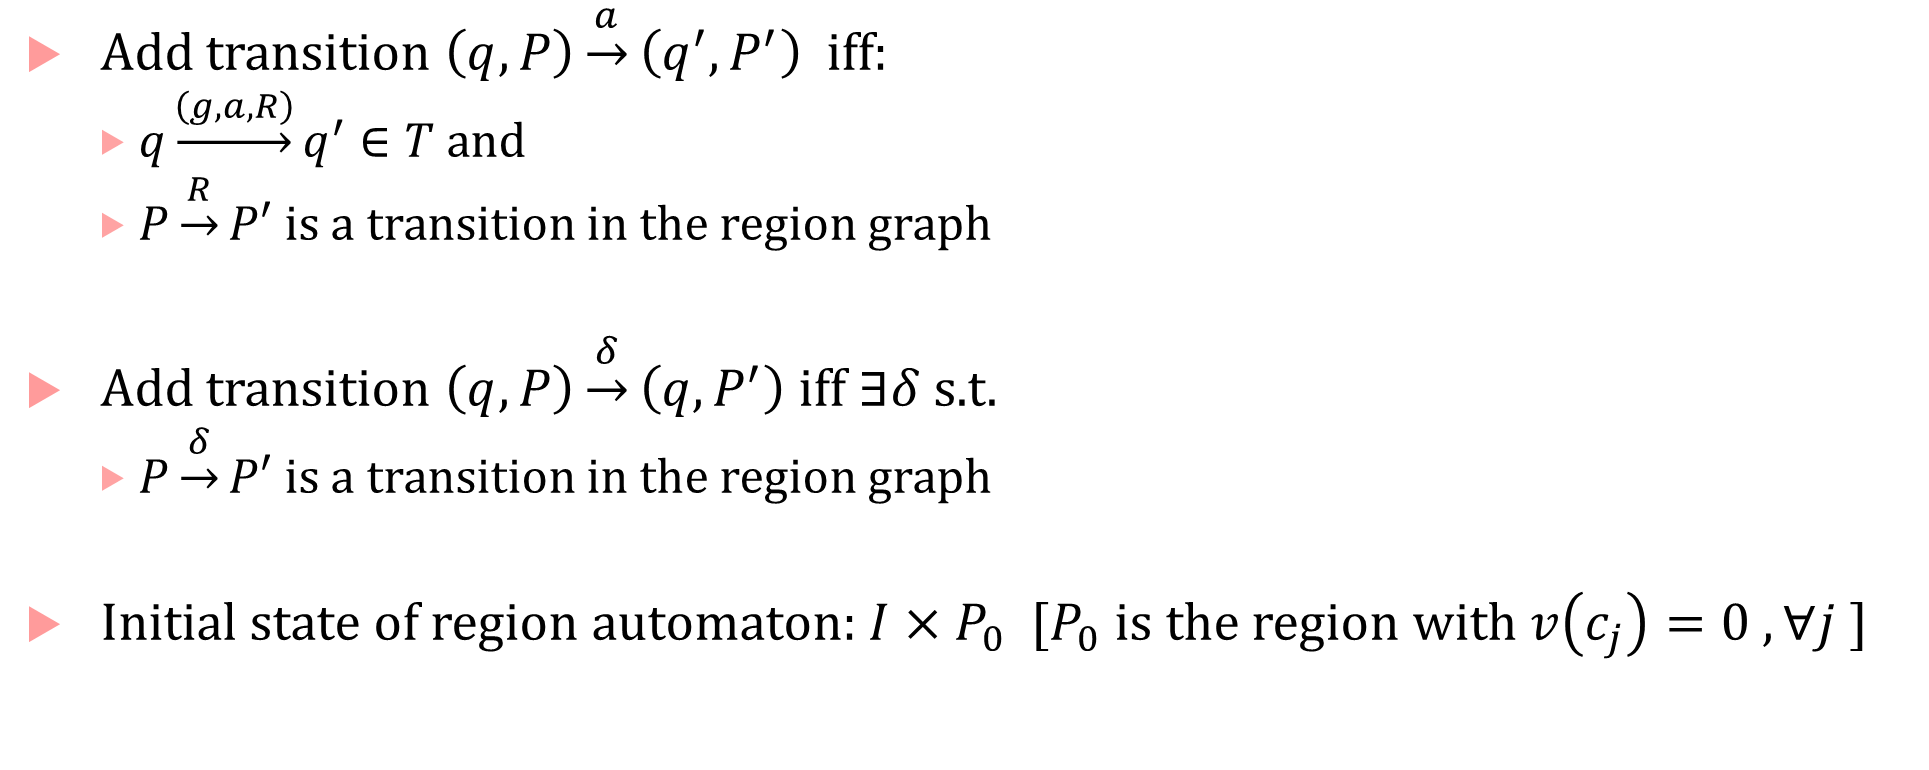 Add transition (q, P) →ᵃ (q′, P′) iff:
q →⁽ᵍ,ᵃ,ᴿ⁾ q′ ∈ T and
P →ᴿ P′ is a transition in the region graph
Add transition (q, P) →ᵟ (q, P′) iff ∃δ s.t.
P →ᵟ P′ is a transition in the region graph
Initial state of region automaton: I × P₀ [P₀ is the region with v(cⱼ) = 0 , ∀j ]